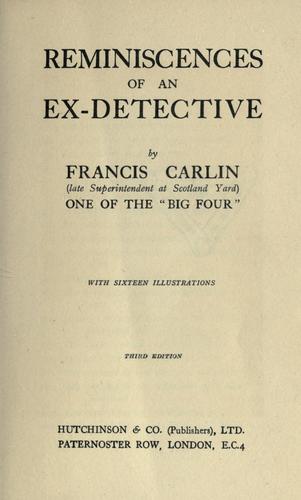 REMINISCENCES
OF AN
EX-DETECTIVE
by
FRANCIS CARLIN
(late Superintendent at Scotland Yard)
ONE OF THE "BIG FOUR"
WITH SIXTEEN ILLUSTRATIONS
THIRD EDITION
HUTCHINSON & CO. (Publishers), LTD.
PATERNOSTER ROW, LONDON, E.C.4